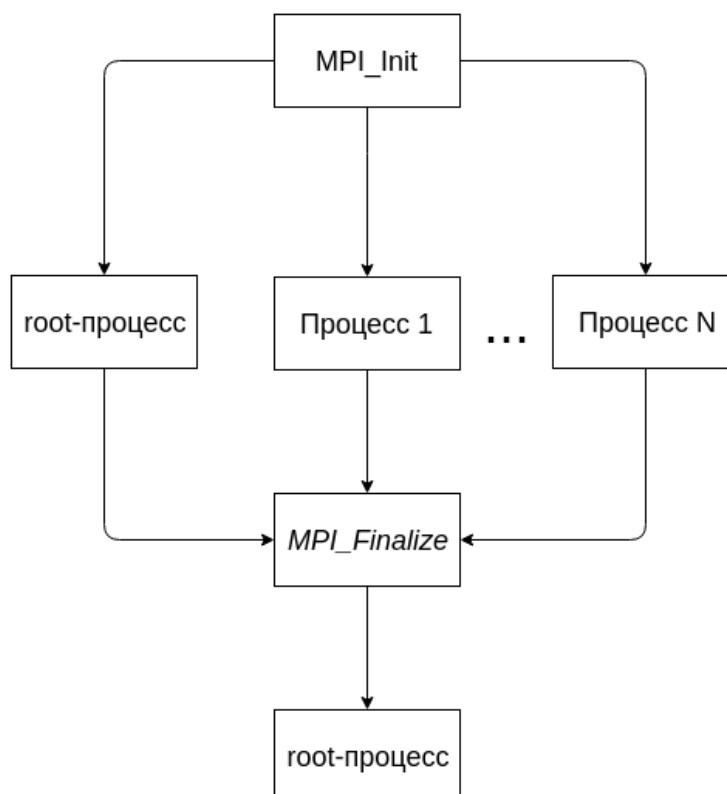 MPI_Init
root-процесс
Процесс 1
...
Процесс N
MPI_Finalize
root-процесс